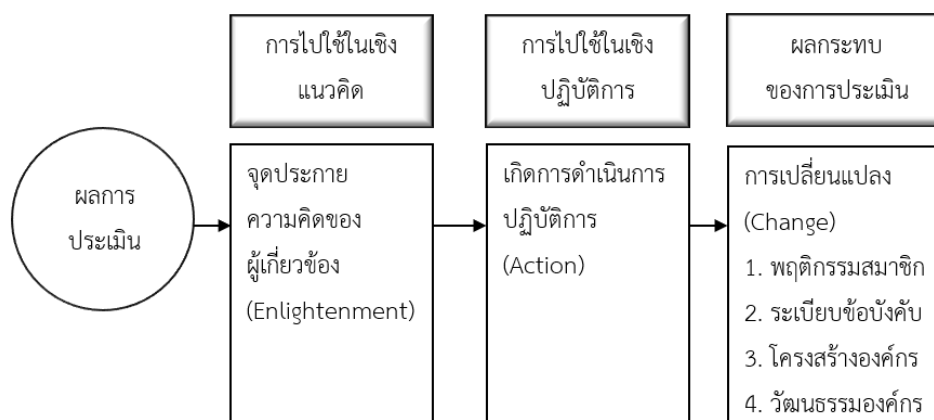 การไปใช้ในเชิง
แนวคิด
การไปใช้ในเชิง
ปฏิบัติการ
ผลกระทบ
ของการประเมิน
ผลการ
ประเมิน
จุดประกาย
ความคิดของ
ผู้เกี่ยวข้อง
(Enlightenment)
เกิดการดำเนินการ
ปฏิบัติการ
(Action)
การเปลี่ยนแปลง
(Change)
1. พฤติกรรมสมาชิก
2. ระเบียบข้อบังคับ
3. โครงสร้างองค์กร
4. วัฒนธรรมองค์กร